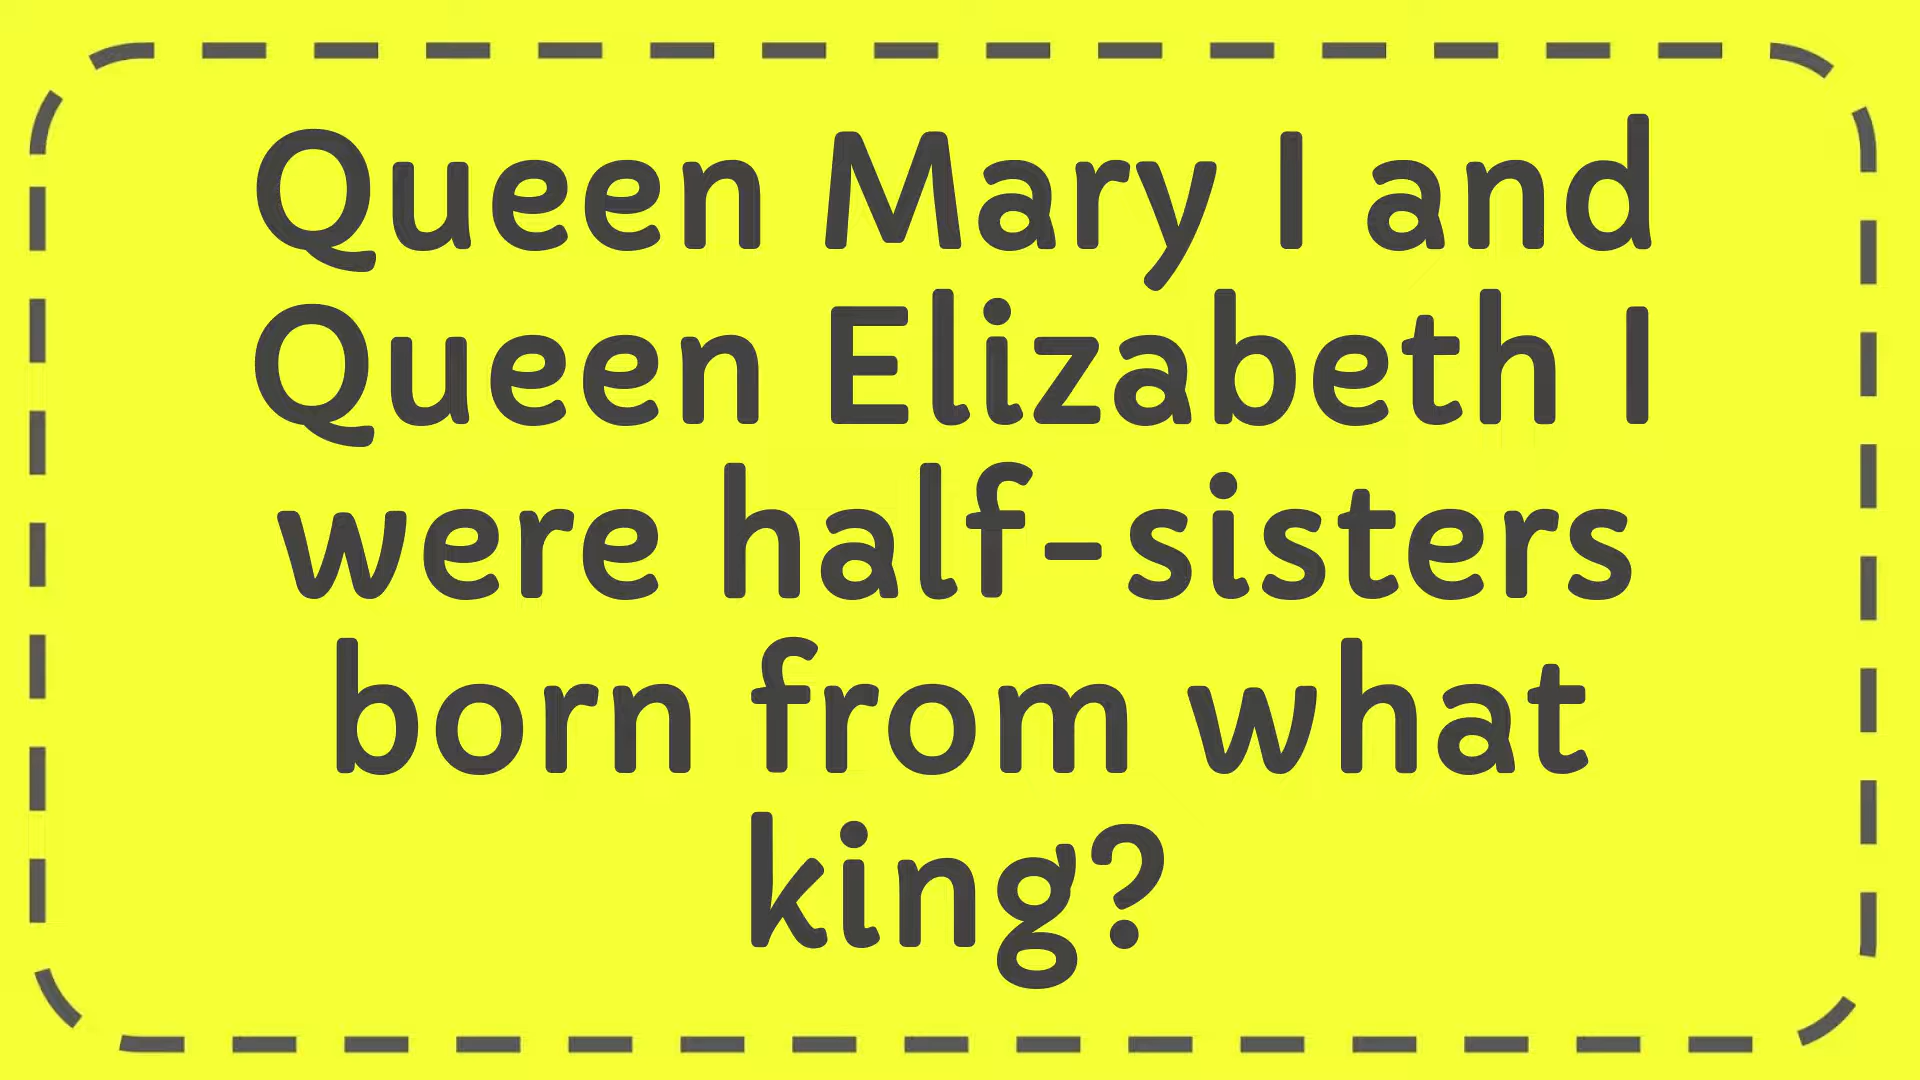 Queen Mary I and
Queen Elizabeth I
were half-sisters
born from what
king?